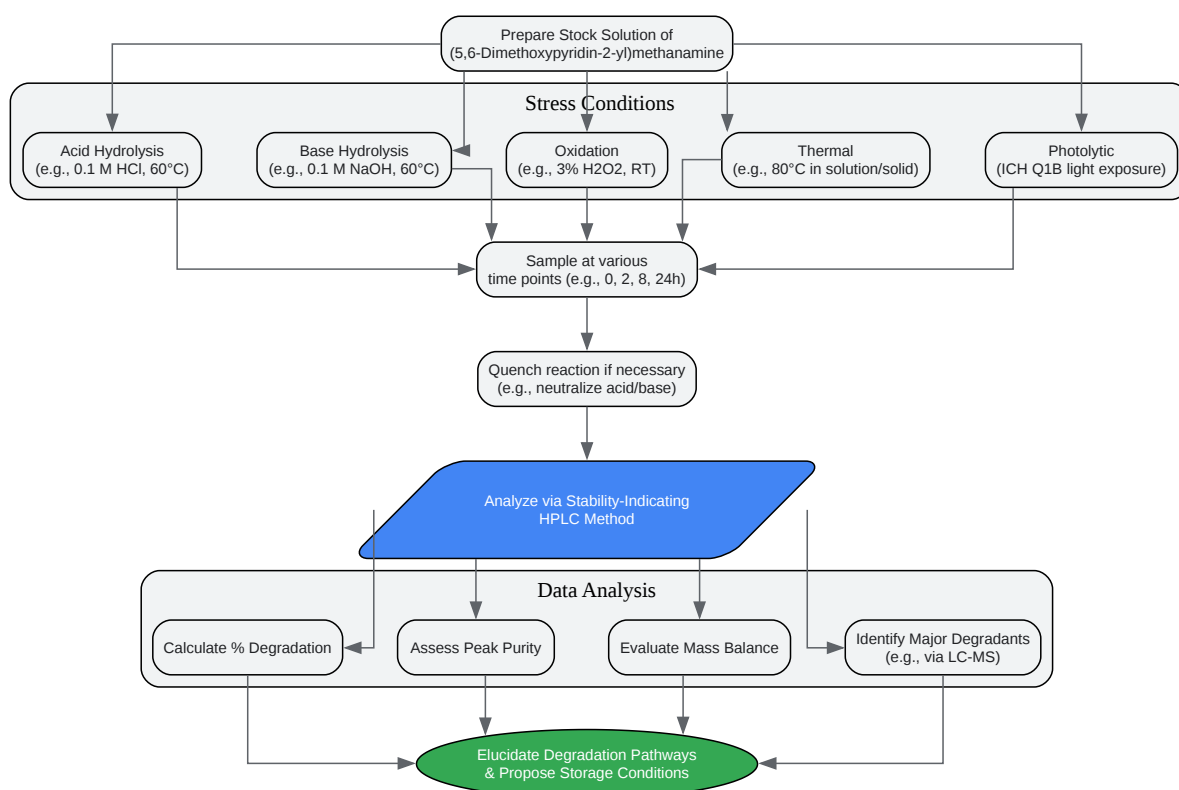 Prepare Stock Solution of
(5,6-Dimethoxypyridin-2-yl)methanamine
Stress Conditions
Acid Hydrolysis
(e.g., 0.1 M HCl, 60°C)
Base Hydrolysis
(e.g., 0.1 M NaOH, 60°C)
Oxidation
(e.g., 3% H2O2, RT)
Thermal
(e.g., 80°C in solution/solid)
Photolytic
(ICH Q1B light exposure)
Sample at various
time points (e.g., 0, 2, 8, 24h)
Quench reaction if necessary
(e.g., neutralize acid/base)
Analyze via Stability-Indicating
HPLC Method
Data Analysis
Calculate % Degradation
Assess Peak Purity
Evaluate Mass Balance
Identify Major Degradants
(e.g., via LC-MS)
Elucidate Degradation Pathways
& Propose Storage Conditions